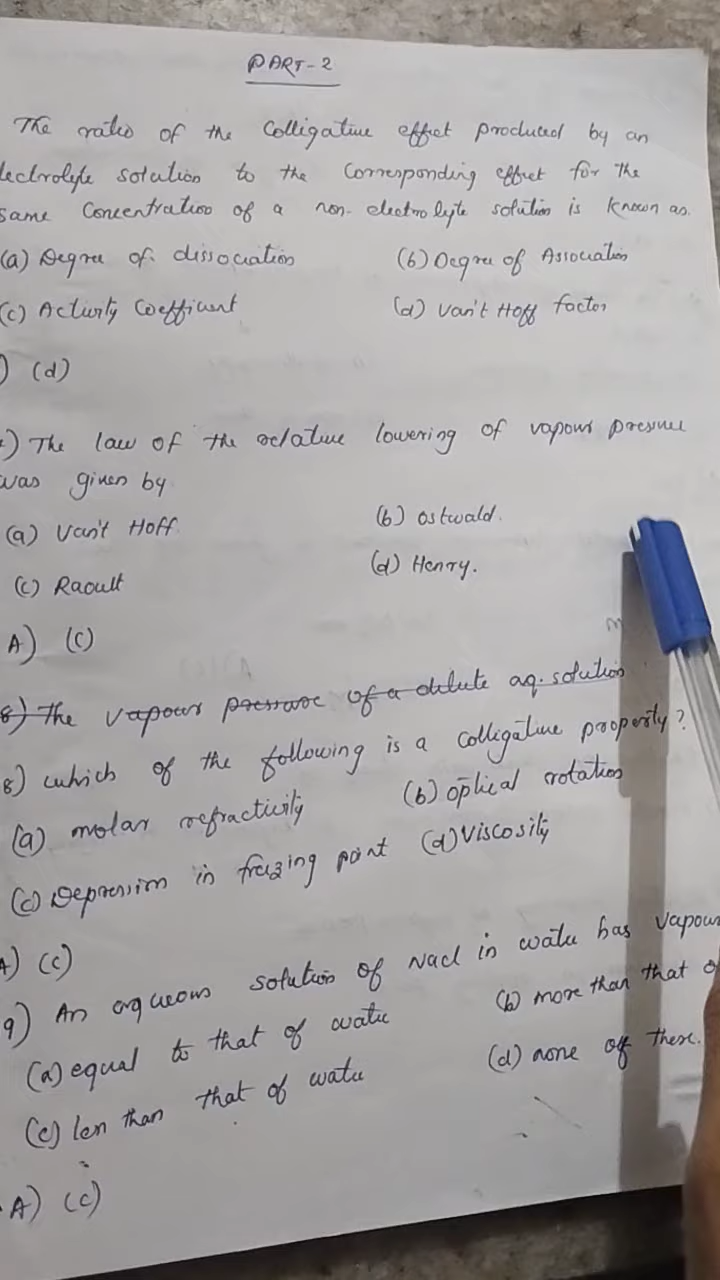 PART-2
The ratio of the Colligative effect produced by an
lectrolyte solution to the Corresponding effect for the
same Concentration of a non-electrolyte solution is known as.
(a) Degree of dissociation (b) Degree of Association
(c) Activity Coefficient (d) Van't Hoff factor
) (d)
) The law of the relative lowering of vapour pressure
was given by
(a) Van't Hoff (b) Ostwald.
(c) Raoult (d) Henry.
A) (C)
8) The vapour pressure of a dilute aq. solution
8) which of the following is a colligative property?
(a) molar refractivity (b) optical rotation
(c) Depression in freezing point (d) Viscosity
A) (C)
9) An aqueous solution of Nacl in water has vapour
(a) equal to that of water (b) more than that o
(c) less than that of water (d) none of these.
A) (C)